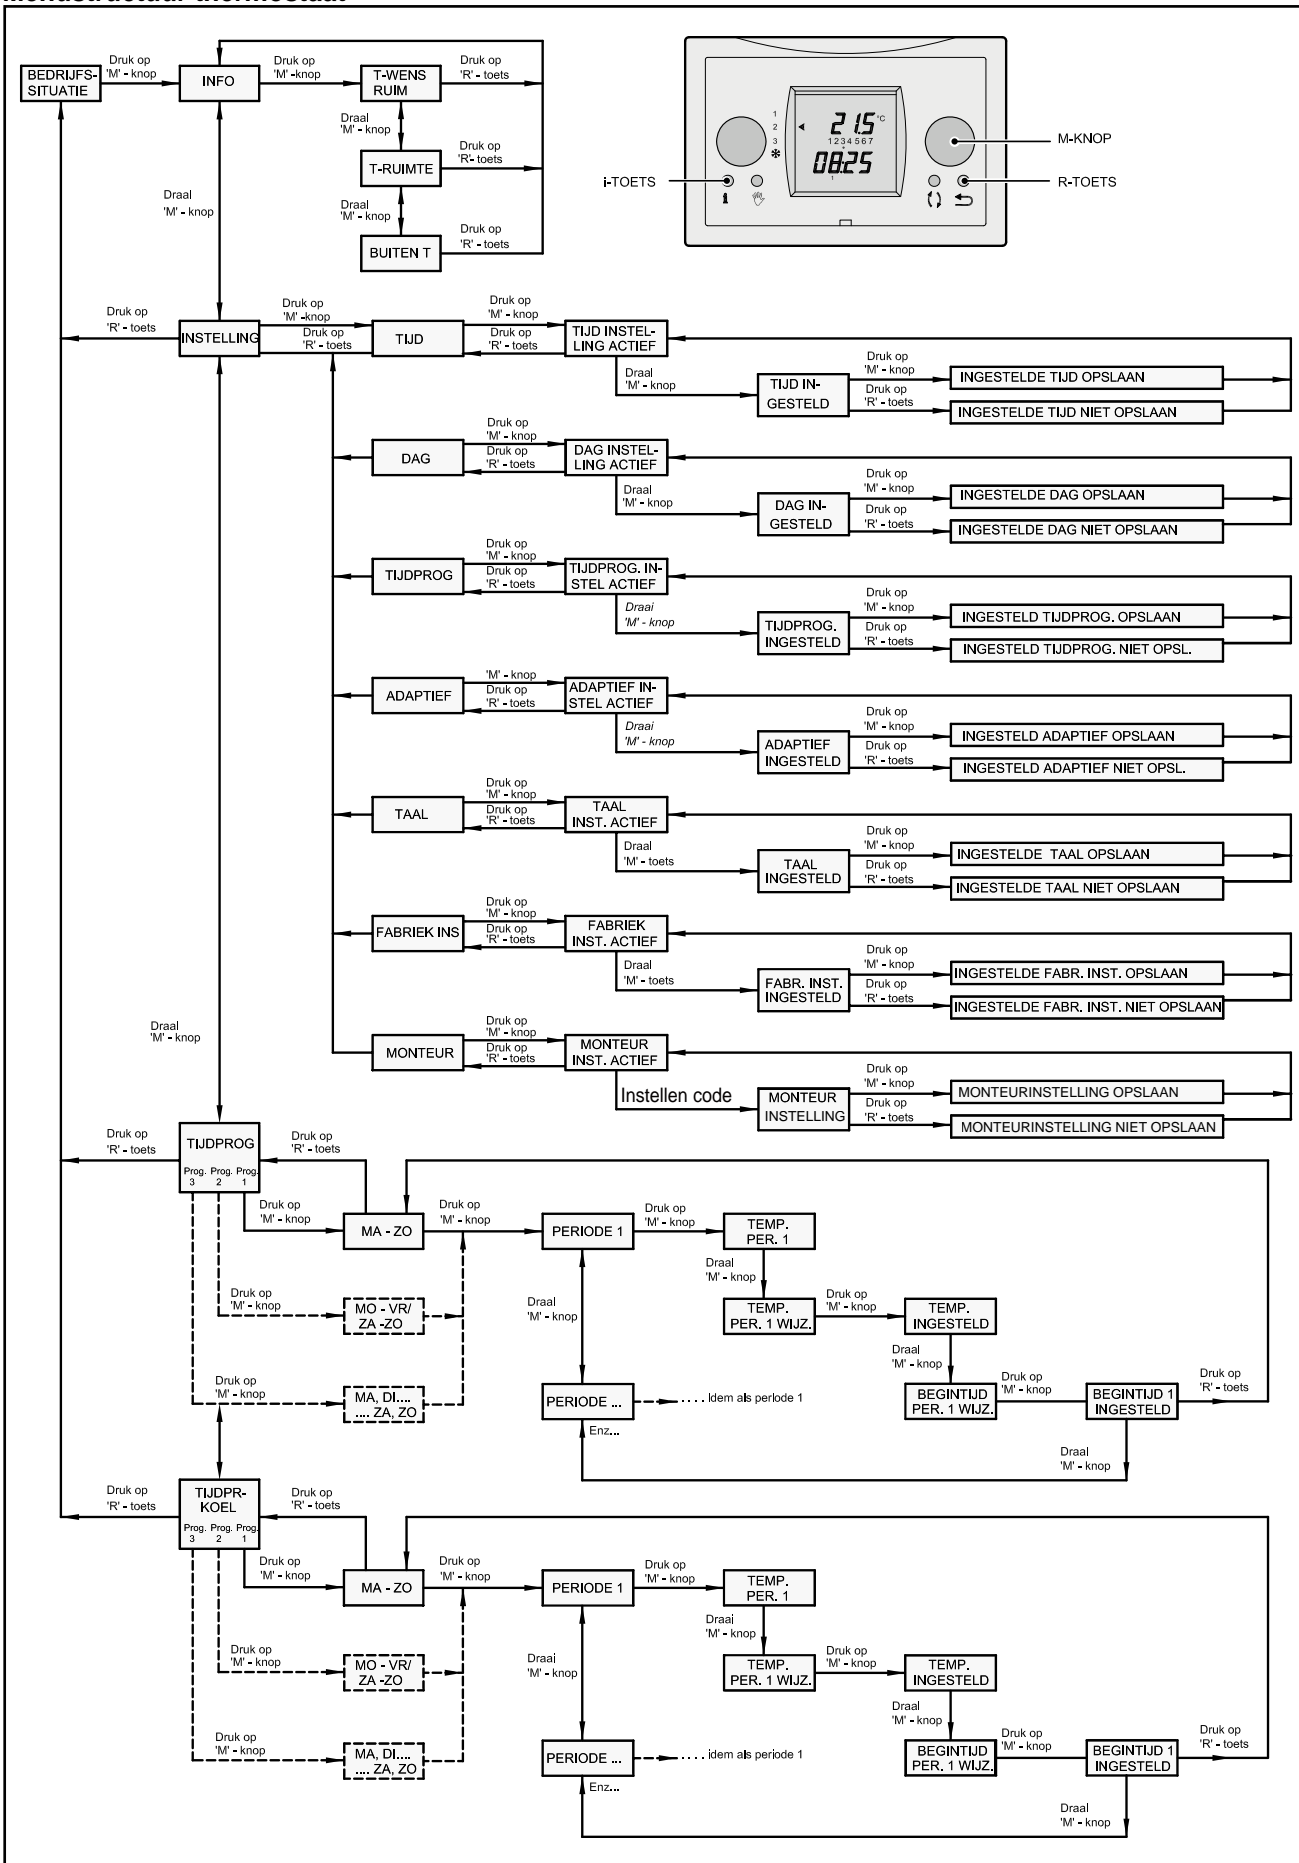 Menustructuur thermostaat
BEDRIJFS-
SITUATIE
Druk op
'M' - knop
INFO
Druk op
'M' - knop
T-WENS
RUIM
Druk op
'R' - toets
Draal
'M' - knop
T-RUIMTE
Druk op
'R' - toets
Draal
'M' - knop
BUITEN T
Druk op
'R' - toets
Draal
'M' - knop
21.5 °C
1
2
3
1 2 3 4 5 6 7
08:25
1
M-KNOP
i-TOETS
R-TOETS
Druk op
'R' - toets
INSTELLING
Druk op
'M' -knop
Druk op
'R' - toets
TIJD
Druk op
'M' - knop
Druk op
'R' - toets
TIJD INSTEL-
LING ACTIEF
Draal
'M' - knop
TIJD IN-
GESTELD
Druk op
'M' - knop
Druk op
'R' - toets
INGESTELDE TIJD OPSLAAN
INGESTELDE TIJD NIET OPSLAAN
DAG
Druk op
'M' - knop
Druk op
'R' - toets
DAG INSTEL-
LING ACTIEF
Draal
'M' - knop
DAG IN-
GESTELD
Druk op
'M' - knop
Druk op
'R' - toets
INGESTELDE DAG OPSLAAN
INGESTELDE DAG NIET OPSLAAN
TIJDPROG
Druk op
'M' - knop
Druk op
'R' - toets
TIJDPROG. IN-
STEL ACTIEF
Draai
'M' - knop
TIJDPROG.
INGESTELD
Druk op
'M' - knop
Druk op
'R' - toets
INGESTELD TIJDPROG. OPSLAAN
INGESTELD TIJDPROG. NIET OPSL.
ADAPTIEF
'M' - knop
Druk op
'R' - toets
ADAPTIEF IN-
STEL ACTIEF
Draai
'M' - knop
ADAPTIEF
INGESTELD
Druk op
'M' - knop
Druk op
'R' - toets
INGESTELD ADAPTIEF OPSLAAN
INGESTELD ADAPTIEF NIET OPSL.
TAAL
Druk op
'M' - knop
Druk op
'R' - toets
TAAL
INST. ACTIEF
Draal
'M' - toets
TAAL
INGESTELD
Druk op
'M' - knop
Druk op
'R' - toets
INGESTELDE TAAL OPSLAAN
INGESTELDE TAAL NIET OPSLAAN
FABRIEK INS
Druk op
'M' - knop
Druk op
'R' - toets
FABRIEK
INST. ACTIEF
Draal
'M' - toets
FABR. INST.
INGESTELD
Druk op
'M' - knop
Druk op
'R' - toets
INGESTELDE FABR. INST. OPSLAAN
INGESTELDE FABR. INST. NIET OPSLAAN
Draal
'M' - knop
MONTEUR
Druk op
'M' - knop
Druk op
'R' - toets
MONTEUR
INST. ACTIEF
Instellen code
MONTEUR
INSTELLING
Druk op
'M' - knop
Druk op
'R' - toets
MONTEURINSTELLING OPSLAAN
MONTEURINSTELLING NIET OPSLAAN
Druk op
'R' - toets
TIJDPROG
Prog. Prog. Prog.
3 2 1
Druk op
'R' - toets
Druk op
'M' - knop
MA - ZO
Druk op
'M' - knop
PERIODE 1
Druk op
'M' - knop
TEMP.
PER. 1
Draal
'M' - knop
TEMP.
PER. 1 WIJZ.
Druk op
'M' - knop
TEMP.
INGESTELD
Draal
'M' - knop
BEGINTIJD
PER. 1 WIJZ.
Druk op
'M' - knop
BEGINTIJD 1
INGESTELD
Druk op
'R' - toets
Draal
'M' - knop
Druk op
'M' - knop
MO - VR/
ZA -ZO
Draal
'M' - knop
Druk op
'M' - knop
MA, DI....
.... ZA, ZO
PERIODE ...
.... Idem als perlode 1
Enz...
Druk op
'R' - toets
TIJDPR-
KOEL
Prog. Prog. Prog.
3 2 1
Druk op
'R' - toets
Druk op
'M' - knop
MA - ZO
Druk op
'M' - knop
PERIODE 1
Druk op
'M' - knop
TEMP.
PER. 1
Draai
'M' - knop
TEMP.
PER. 1 WIJZ.
Druk op
'M' - knop
TEMP.
INGESTELD
Draal
'M' - knop
BEGINTIJD
PER. 1 WIJZ.
Druk op
'M' - knop
BEGINTIJD 1
INGESTELD
Druk op
'R' - toets
Draal
'M' - knop
Druk op
'M' - knop
MO - VR/
ZA -ZO
Draai
'M' - knop
Druk op
'M' - knop
MA, DI....
.... ZA, ZO
PERIODE ...
.... idem als periode 1
Enz...